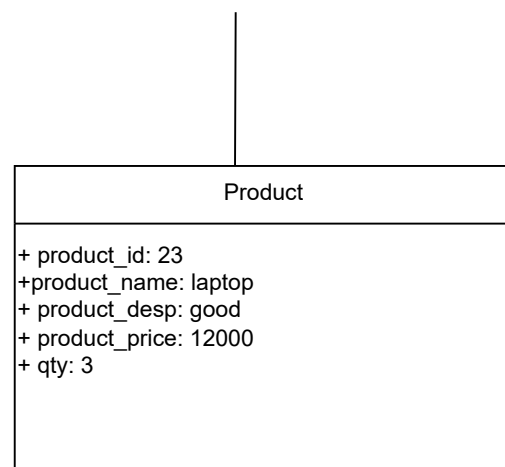 Product
+ product_id: 23
+product_name: laptop
+ product_desp: good
+ product_price: 12000
+ qty: 3